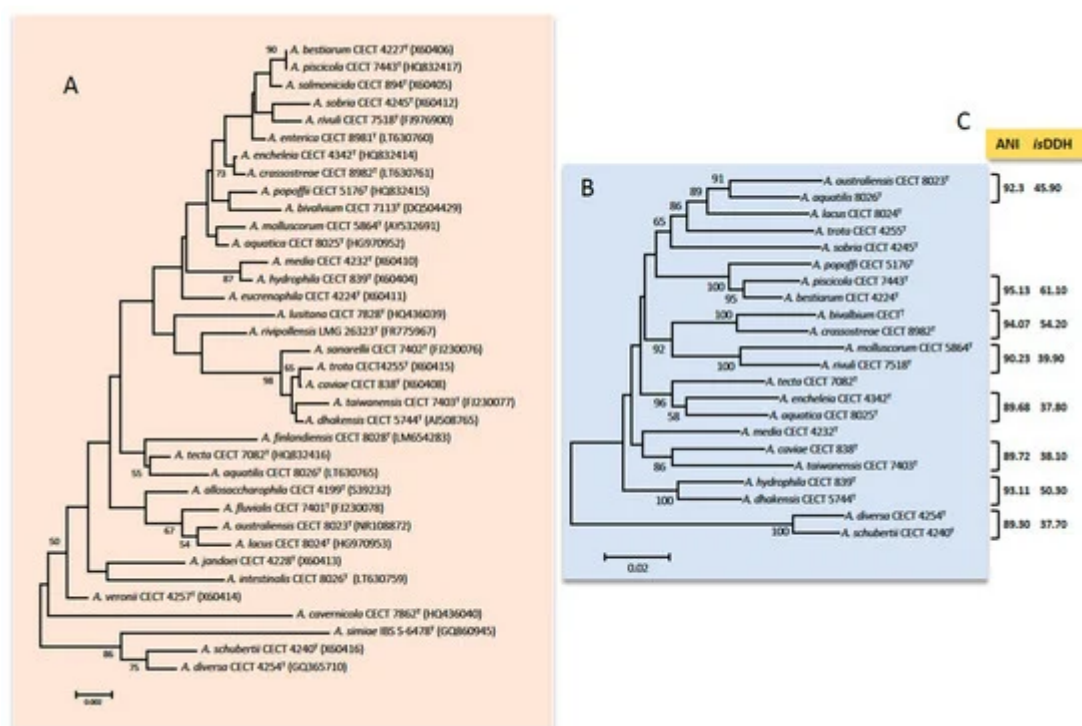 A
90
A. bestiarum CECT 4227ᵀ (X60406)
A. piscicola CECT 7443ᵀ (HQ832417)
A. salmonicida CECT 894ᵀ (X60405)
A. sobria CECT 4245ᵀ (X60412)
A. rivuli CECT 7518ᵀ (FJ976900)
A. enterica CECT 8981ᵀ (LT630760)
A. encheleia CECT 4342ᵀ (HQ832414)
73
A. crassostreae CECT 8982ᵀ (LT630761)
A. popoffii CECT 5176ᵀ (HQ832415)
A. bivalvium CECT 7113ᵀ (DQ504429)
A. molluscorum CECT 5864ᵀ (AY532691)
A. aquatica CECT 8025ᵀ (HG970952)
A. media CECT 4232ᵀ (X60410)
87
A. hydrophila CECT 839ᵀ (X60404)
A. eucrenophila CECT 4224ᵀ (X60411)
A. lusitana CECT 7828ᵀ (HQ436039)
A. rivipollensis LMG 26323ᵀ (FR775967)
A. sanarellii CECT 7402ᵀ (FJ230076)
65
A. trota CECT4255ᵀ (X60415)
98
A. caviae CECT 838ᵀ (X60408)
A. taiwanensis CECT 7403ᵀ (FJ230077)
A. dhakensis CECT 5744ᵀ (AJ508765)
A. finlandiensis CECT 8028ᵀ (LM654283)
A. tecta CECT 7082ᵀ (HQ832416)
55
A. aquatilis CECT 8026ᵀ (LT630765)
A. allosaccharophila CECT 4199ᵀ (S39232)
A. fluvialis CECT 7401ᵀ (FJ230078)
67
A. australiensis CECT 8023ᵀ (NR108872)
54
A. lacus CECT 8024ᵀ (HG970953)
50
A. jandaei CECT 4228ᵀ (X60413)
A. intestinalis CECT 8026ᵀ (LT630759)
A. veronii CECT 4257ᵀ (X60414)
A. cavernicola CECT 7862ᵀ (HQ436040)
A. simiae IBS S-6478ᵀ (GQ860945)
86
A. schubertii CECT 4240ᵀ (X60416)
75
A. diversa CECT 4254ᵀ (GQ365710)
0.002
B
91
A. australiensis CECT 8023ᵀ
89
A. aquatilis 8026ᵀ
86
A. lacus CECT 8024ᵀ
65
A. trota CECT 4255ᵀ
A. sobria CECT 4245ᵀ
A. popoffi CECT 5176ᵀ
100
A. piscicola CECT 7443ᵀ
95
A. bestiarum CECT 4224ᵀ
100
A. bivalbium CECTᵀ
A. crassostreae CECT 8982ᵀ
92
A. molluscorum CECT 5864ᵀ
100
A. rivuli CECT 7518ᵀ
A. tecta CECT 7082ᵀ
96
A. encheleia CECT 4342ᵀ
58
A. aquatica CECT 8025ᵀ
A. media CECT 4232ᵀ
A. caviae CECT 838ᵀ
86
A. taiwanensis CECT 7403ᵀ
A. hydrophila CECT 839ᵀ
100
A. dhakensis CECT 5744ᵀ
A. diversa CECT 4254ᵀ
100
A. schubertii CECT 4240ᵀ
0.02
C
ANI isDDH
92.3 45.90
95.13 61.10
94.07 54.20
90.23 39.90
89.68 37.80
89.72 38.10
93.11 50.30
89.30 37.70